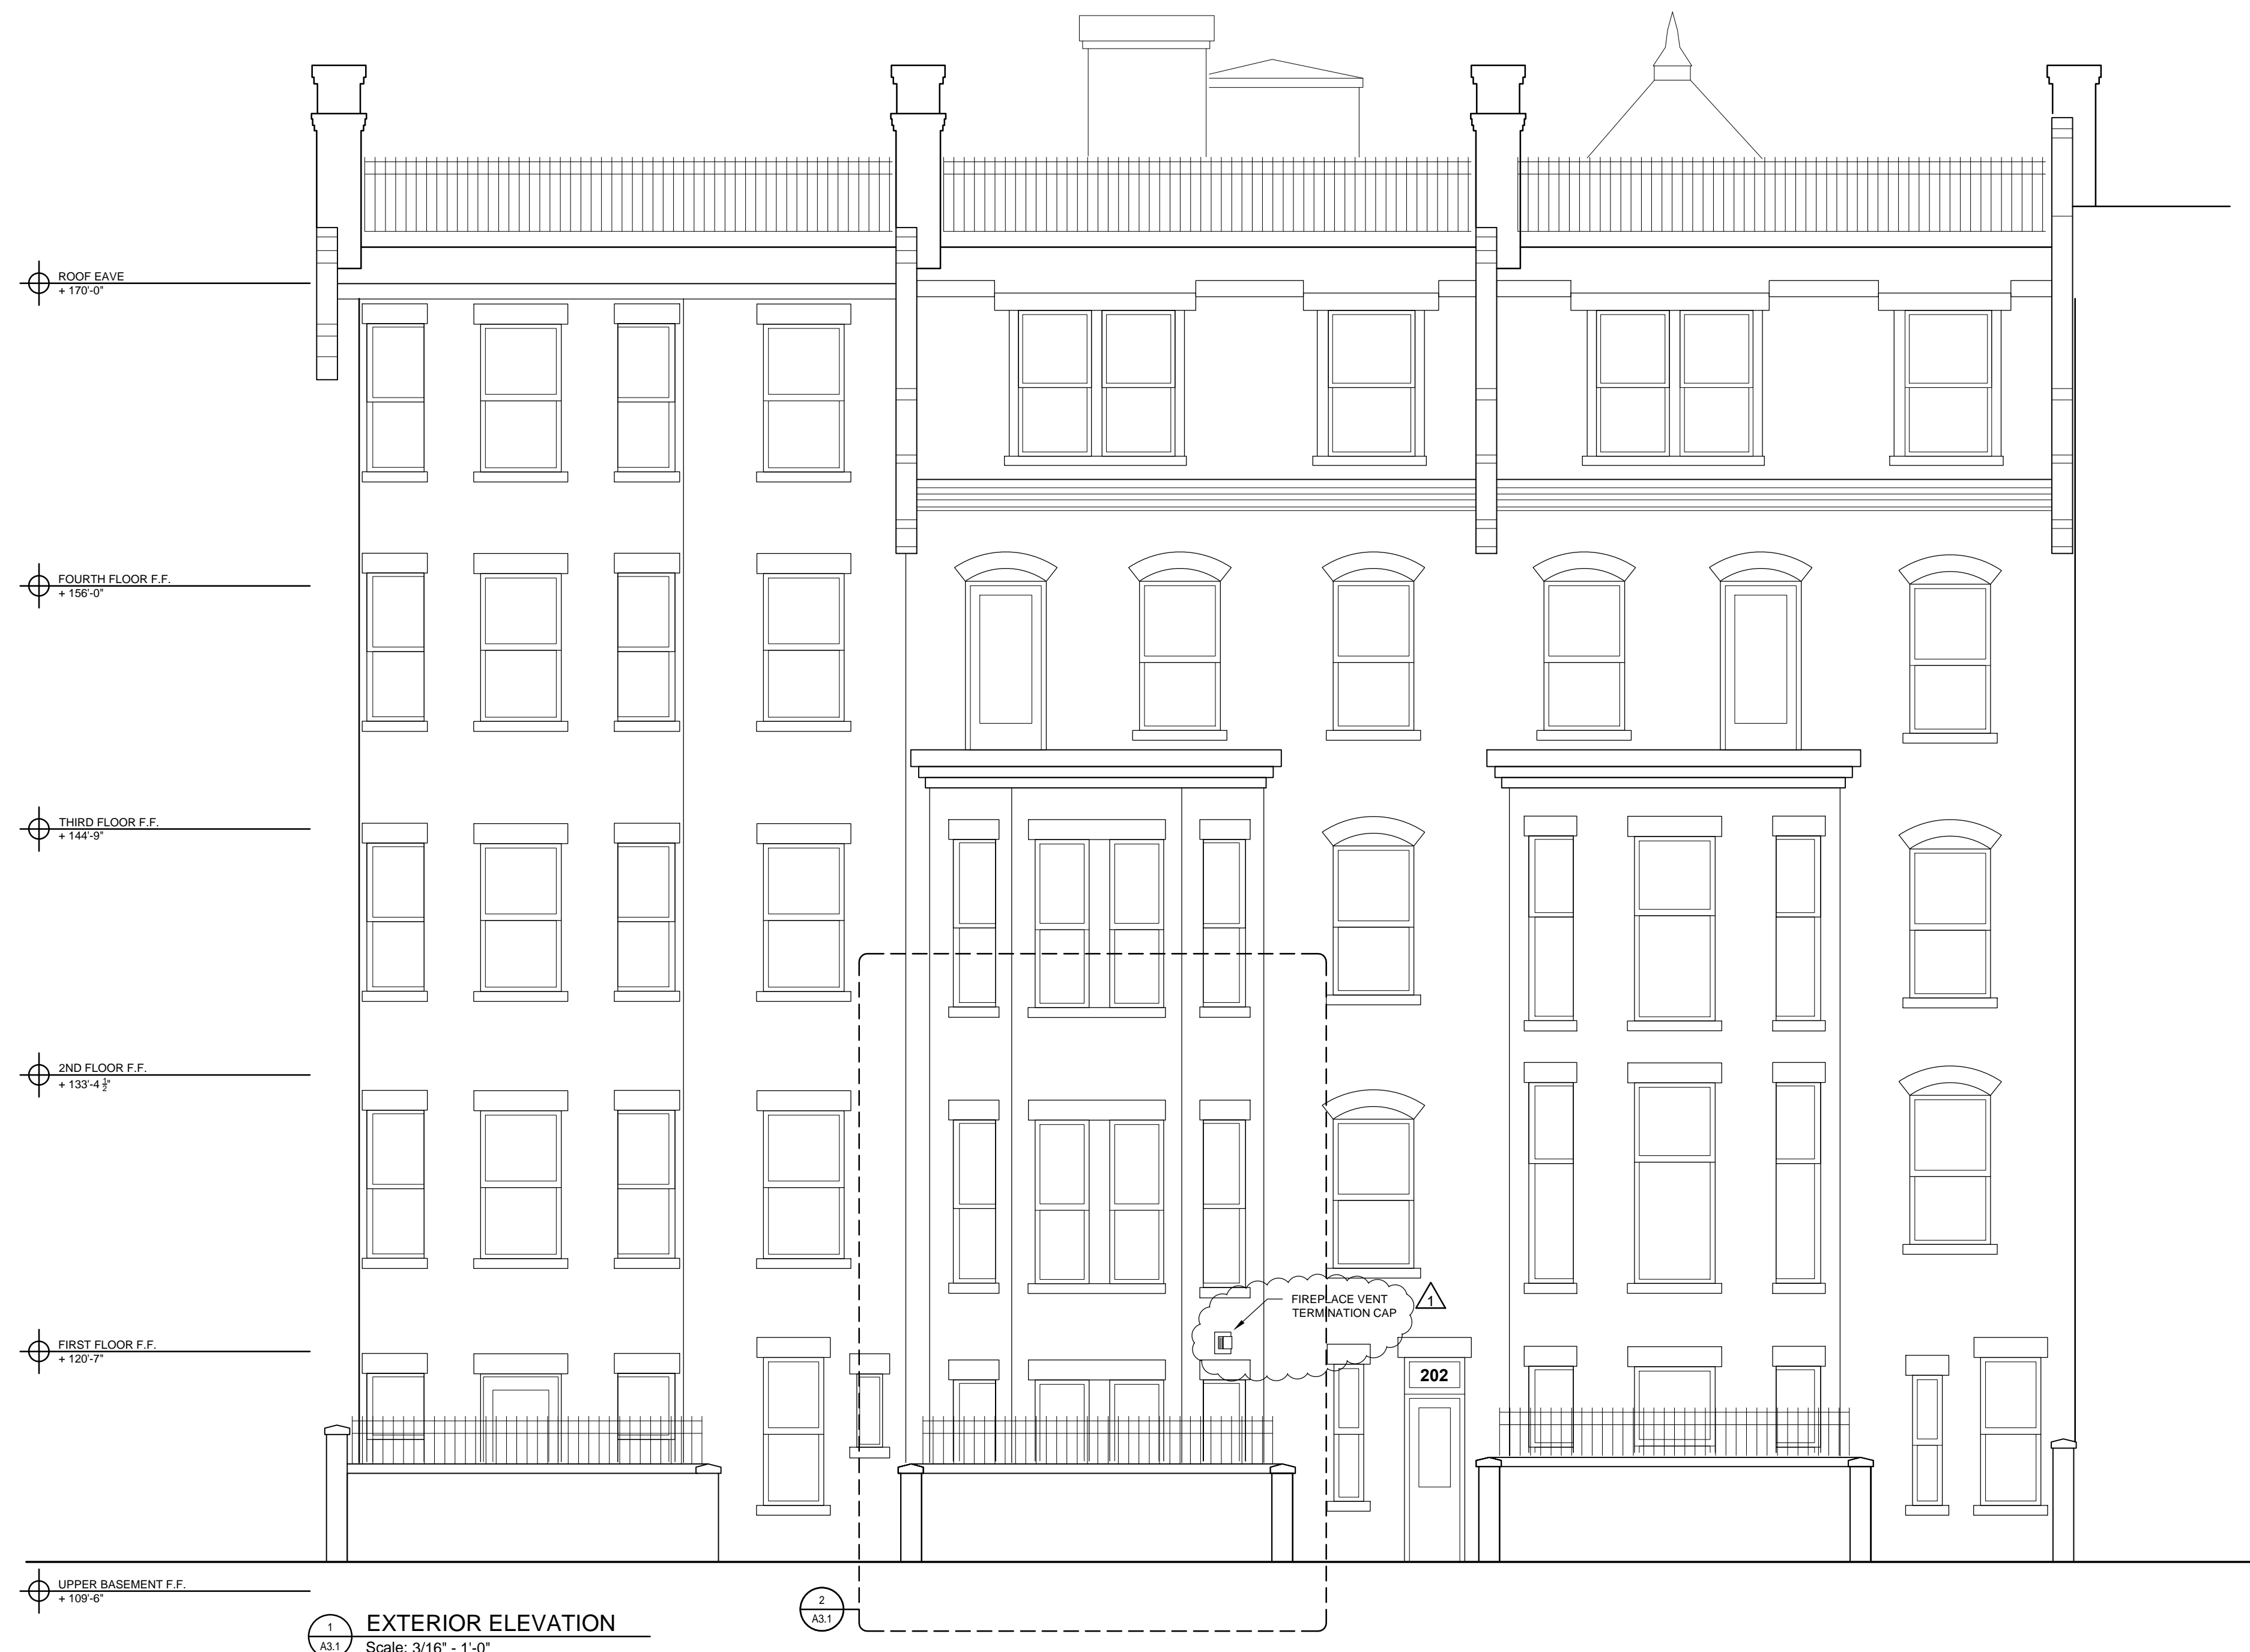 ROOF EAVE
+ 170'-0"
FOURTH FLOOR F.F.
+ 156'-0"
THIRD FLOOR F.F.
+ 144'-9"
2ND FLOOR F.F.
+ 133'-4 1/2"
FIREPLACE VENT
TERMINATION CAP
1
FIRST FLOOR F.F.
+ 120'-7"
202
UPPER BASEMENT F.F.
+ 109'-6"
2
A3.1
1
A3.1
EXTERIOR ELEVATION
Scale: 3/16" - 1'-0"